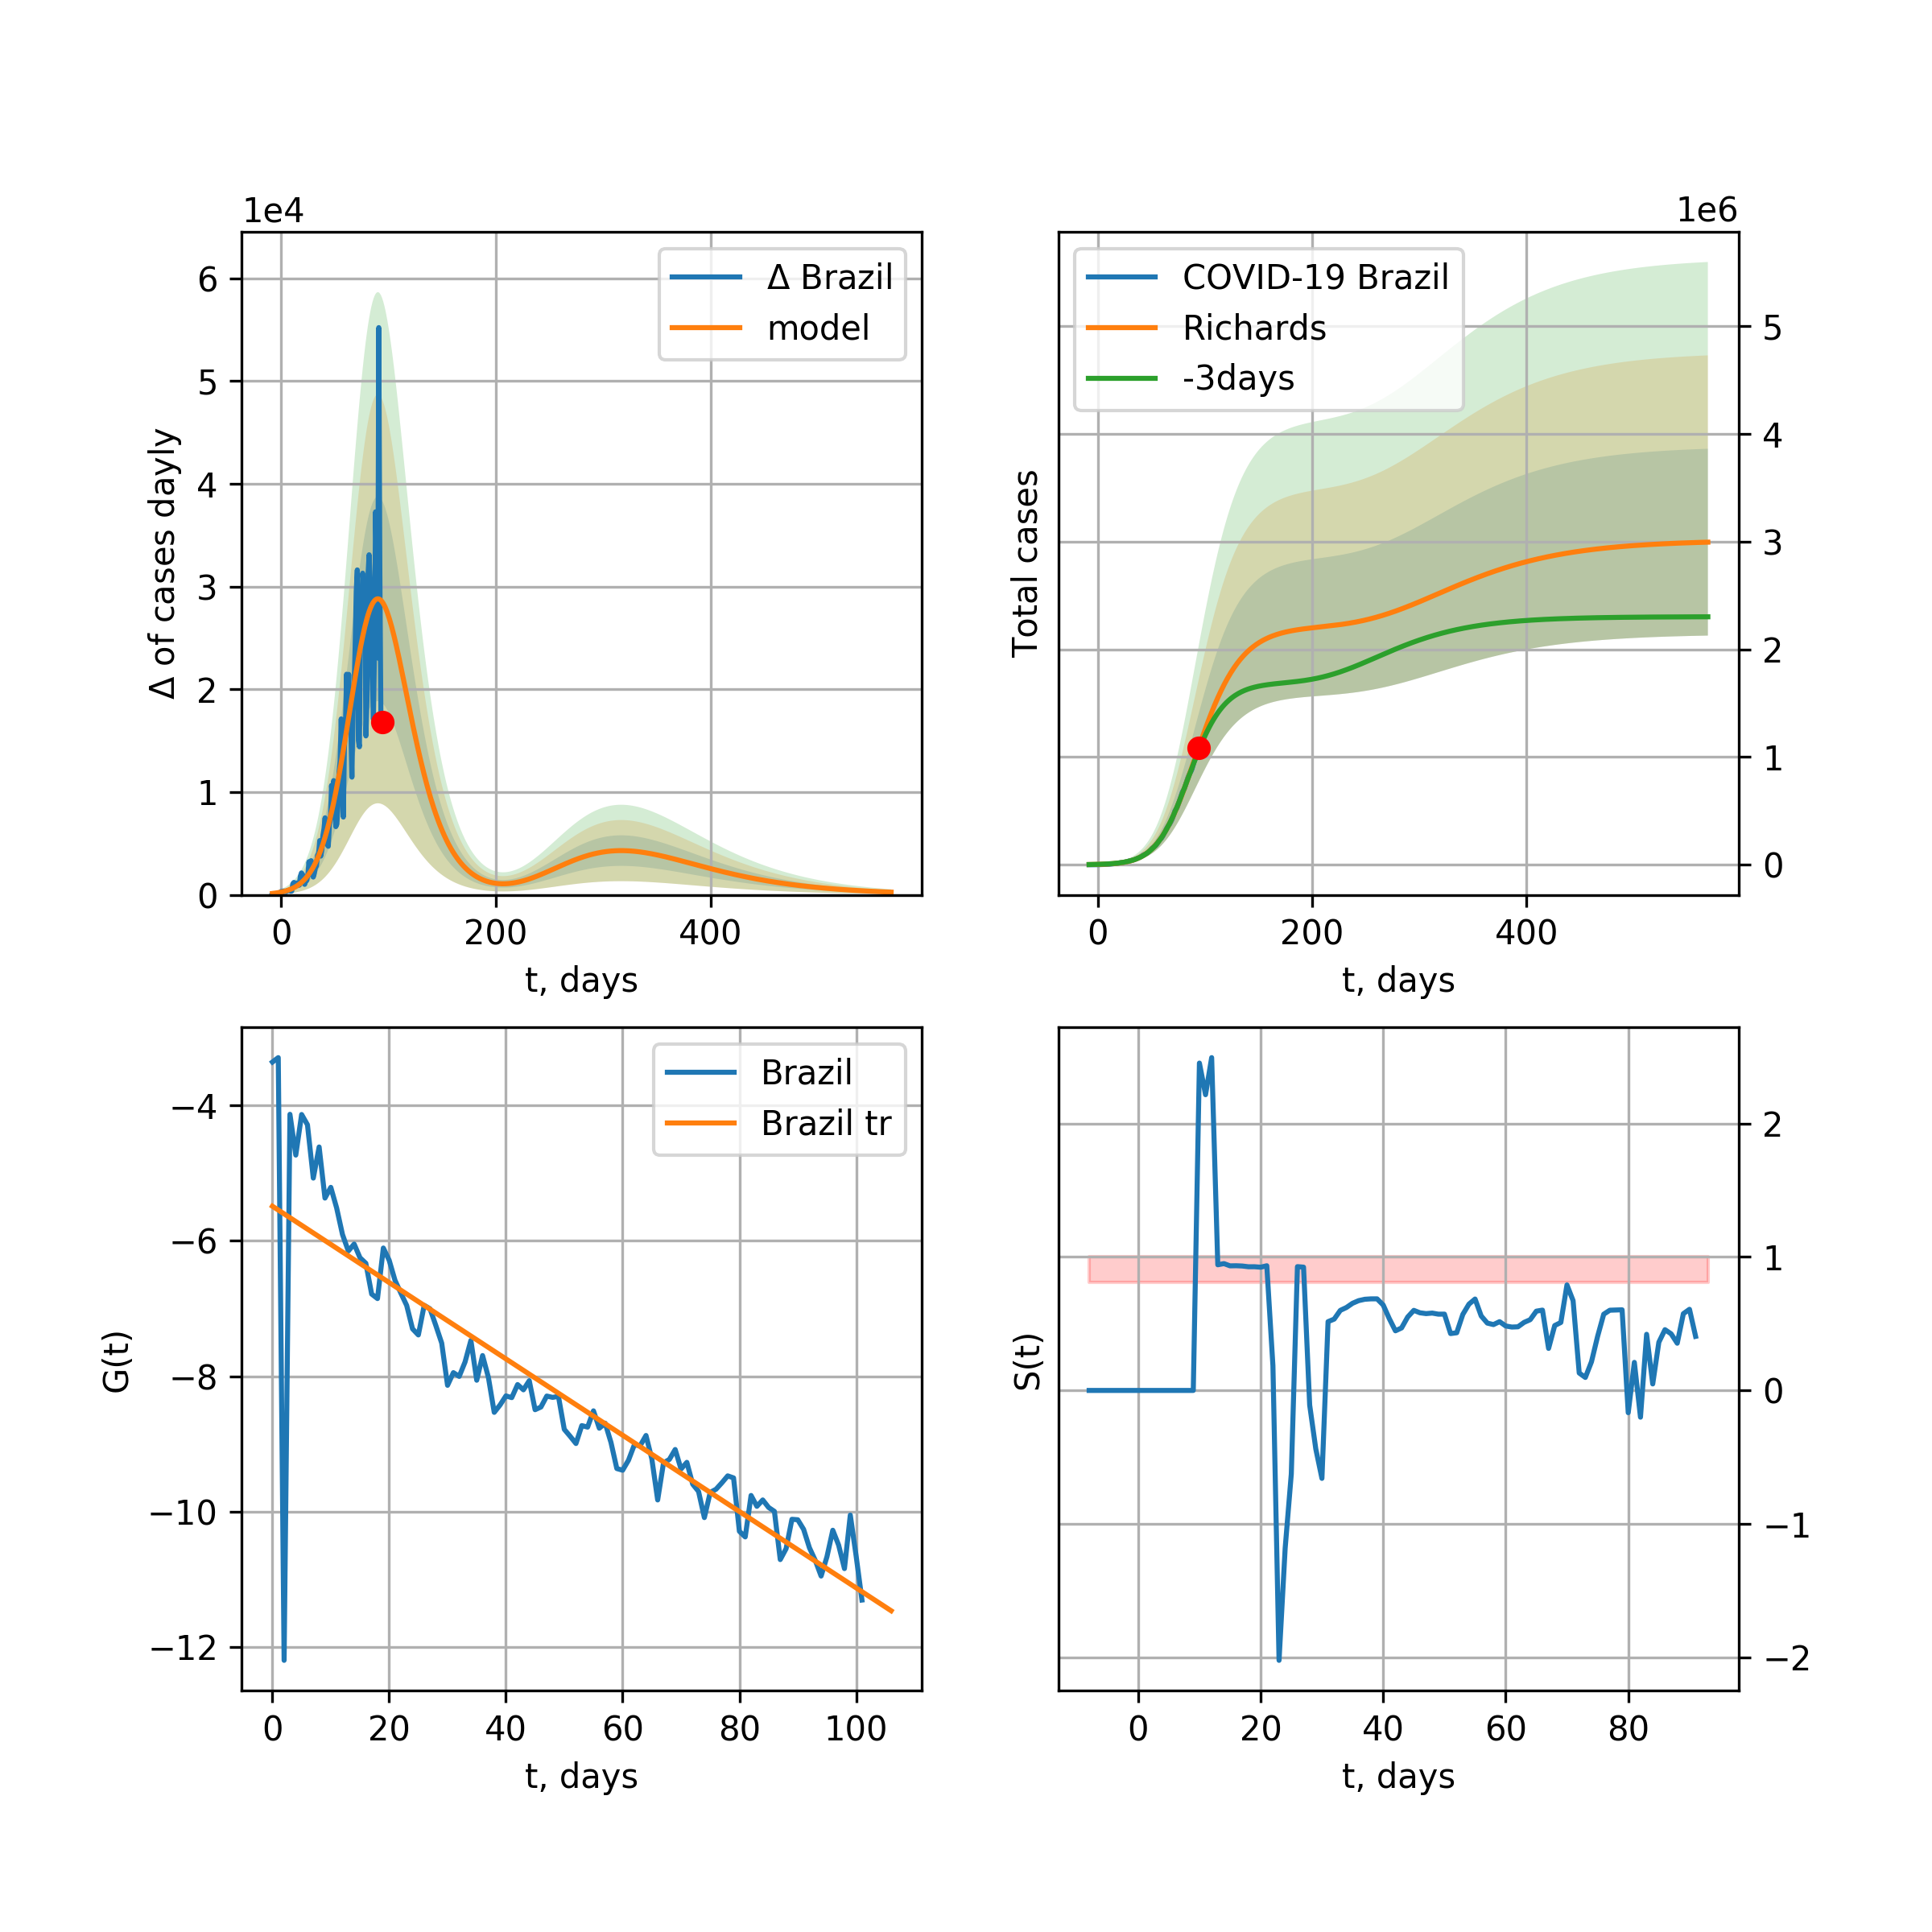 1e4
6
5
4
3
2
1
0
Δ of cases dayly
Δ Brazil
model
0 200 400
t, days
1e6
COVID-19 Brazil
Richards
-3days
Total cases
5
4
3
2
1
0
0 200 400
t, days
−4
−6
−8
−10
−12
G(t)
Brazil
Brazil tr
0 20 40 60 80 100
t, days
S(t)
2
1
0
−1
−2
0 20 40 60 80
t, days